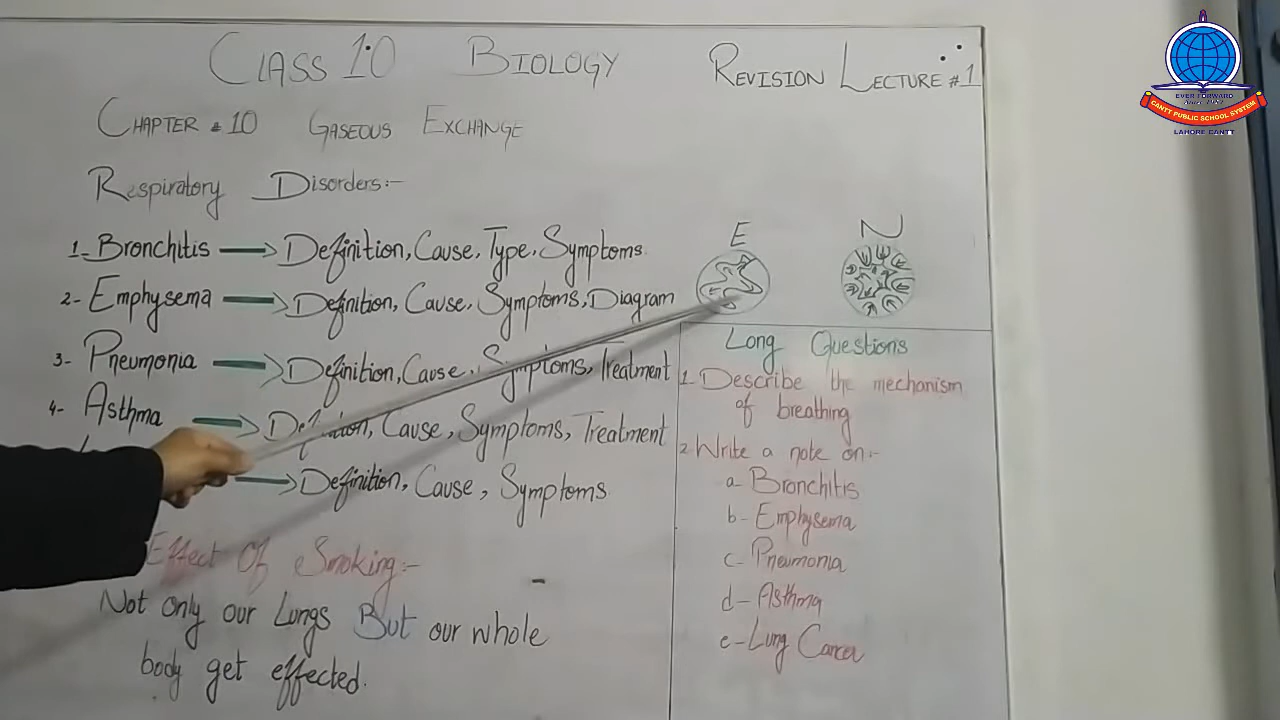 CLASS 10 BIOLOGY REVISION LECTURE #1
CHAPTER # 10 GASEOUS EXCHANGE
Respiratory Disorders:-
1- Bronchitis → Definition, Cause, Type, Symptoms.
2- Emphysema → Definition, Cause, Symptoms, Diagram
3- Pneumonia → Definition, Cause, Symptoms, Treatment
4- Asthma → Definition, Cause, Symptoms, Treatment
→ Definition, Cause, Symptoms
Effect Of Smoking:-
Not only our Lungs But our whole
body get effected.
E N
Long Questions
1. Describe the mechanism
of breathing
2 Write a note on:-
a- Bronchitis
b- Emphysema
c- Pneumonia
d- Asthma
e- Lung Cancer
EVER FORWARD
CANTT PUBLIC SCHOOL SYSTEM
LAHORE CANTT